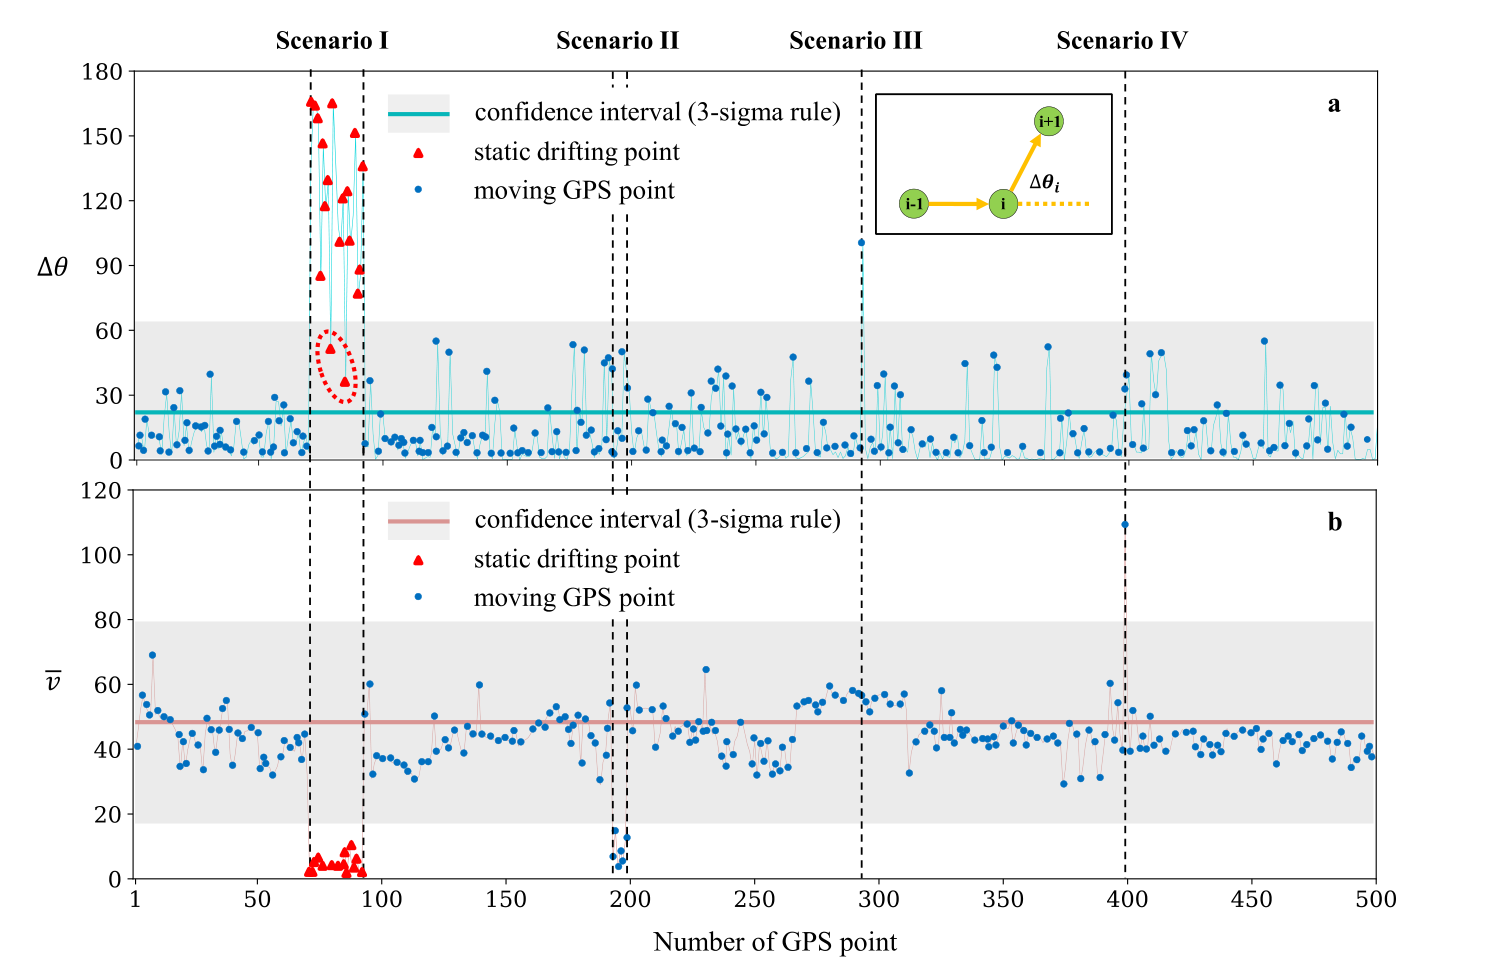 Scenario I Scenario II Scenario III Scenario IV
180
150
120
90
60
30
0
Δθ
confidence interval (3-sigma rule)
static drifting point
moving GPS point
i-1
i
i+1
Δθᵢ
a
120
100
80
60
40
20
0
v̅
confidence interval (3-sigma rule)
static drifting point
moving GPS point
b
1 50 100 150 200 250 300 350 400 450 500
Number of GPS point